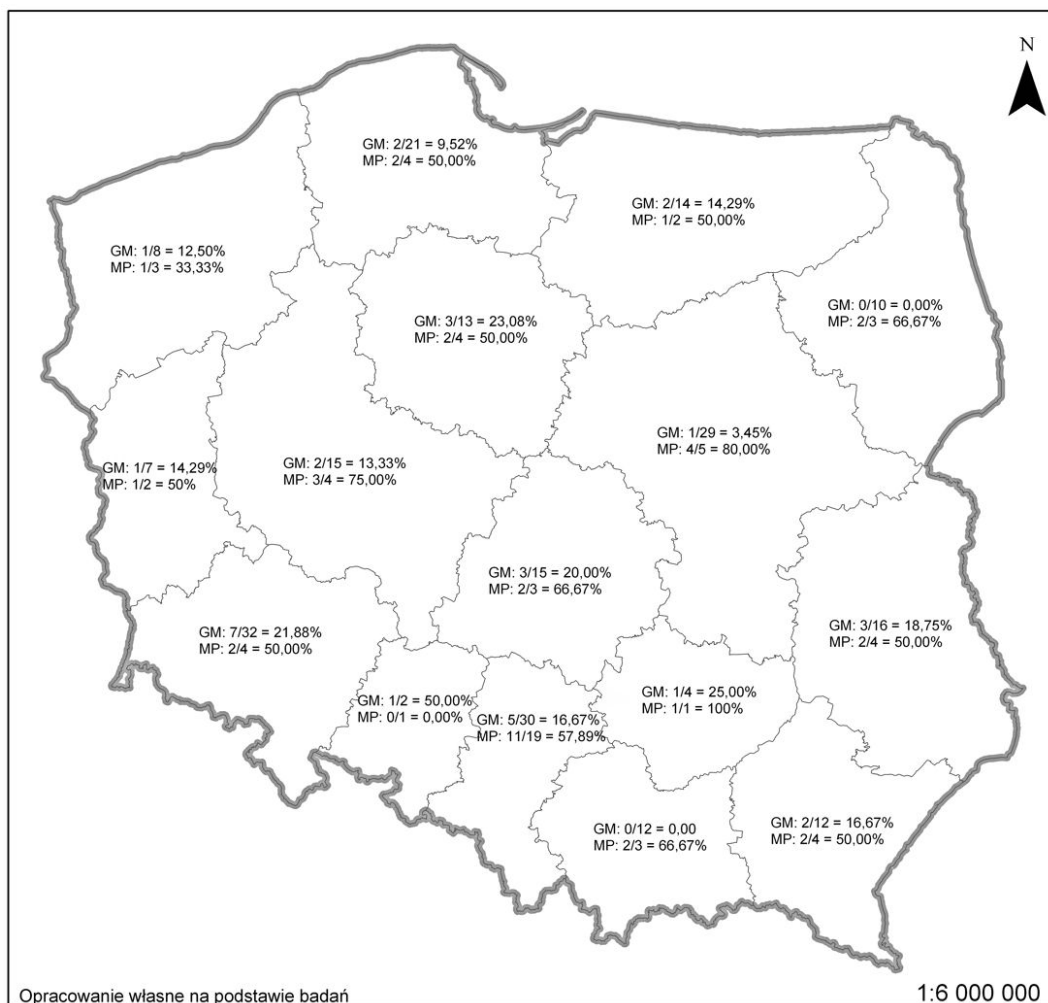 N
GM: 2/21 = 9,52%
MP: 2/4 = 50,00%
GM: 2/14 = 14,29%
MP: 1/2 = 50,00%
GM: 1/8 = 12,50%
MP: 1/3 = 33,33%
GM: 0/10 = 0,00%
MP: 2/3 = 66,67%
GM: 3/13 = 23,08%
MP: 2/4 = 50,00%
GM: 1/29 = 3,45%
MP: 4/5 = 80,00%
GM: 1/7 = 14,29%
MP: 1/2 = 50%
GM: 2/15 = 13,33%
MP: 3/4 = 75,00%
GM: 3/15 = 20,00%
MP: 2/3 = 66,67%
GM: 7/32 = 21,88%
MP: 2/4 = 50,00%
GM: 3/16 = 18,75%
MP: 2/4 = 50,00%
GM: 1/2 = 50,00%
MP: 0/1 = 0,00%
GM: 5/30 = 16,67%
MP: 11/19 = 57,89%
GM: 1/4 = 25,00%
MP: 1/1 = 100%
GM: 0/12 = 0,00
MP: 2/3 = 66,67%
GM: 2/12 = 16,67%
MP: 2/4 = 50,00%
Opracowanie własne na podstawie badań
1:6 000 000